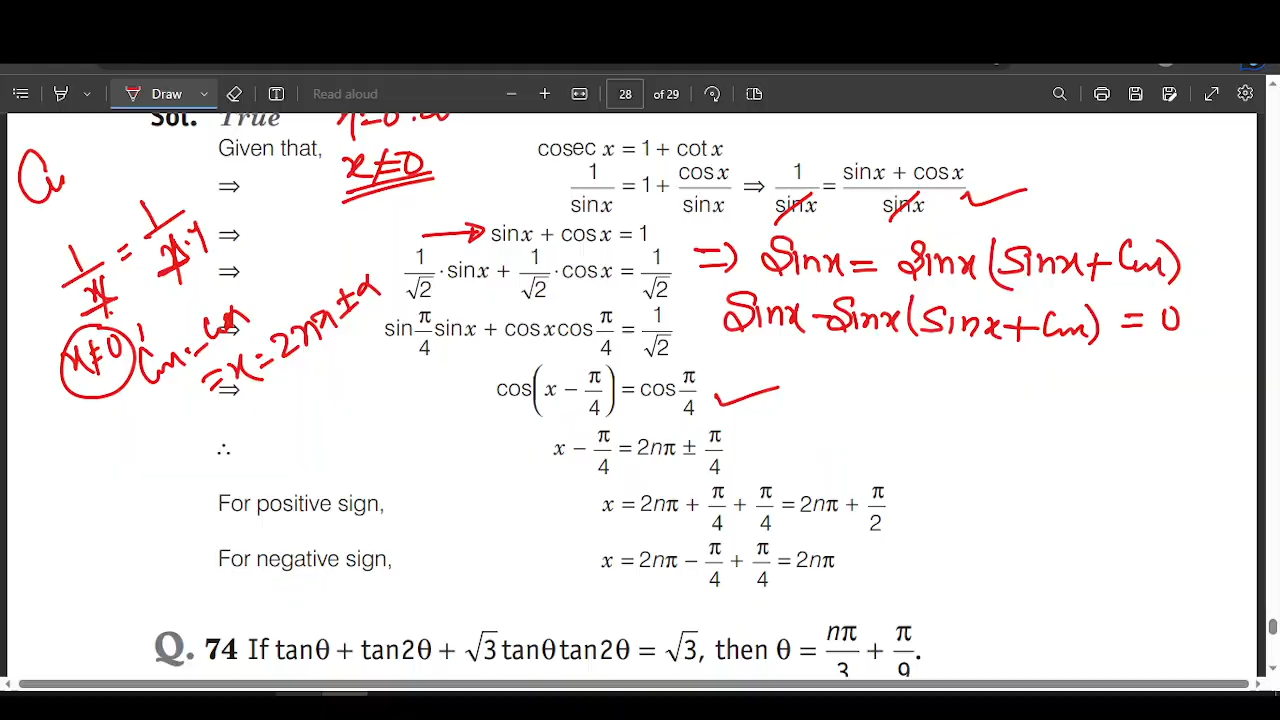 Draw
Read aloud
28 of 29
Sol. True
Given that, cosec x = 1 + cot x
x ≠ 0
⇒ 1/sinx = 1 + cosx/sinx ⇒ 1/sinx = (sinx + cosx)/sinx
⇒ sinx + cosx = 1
⇒ 1/√2 · sinx + 1/√2 · cosx = 1/√2
⇒ Sinx = Sinx (Sinx + Cosx)
⇒ sin π/4 sinx + cosx cos π/4 = 1/√2
Sinx - Sinx (Sinx + Cosx) = 0
x ≠ 0
= x = 2nπ ± α
⇒ cos(x − π/4) = cos π/4
∴ x − π/4 = 2nπ ± π/4
For positive sign, x = 2nπ + π/4 + π/4 = 2nπ + π/2
For negative sign, x = 2nπ − π/4 + π/4 = 2nπ
Q. 74 If tanθ + tan2θ + √3 tanθ tan2θ = √3, then θ = nπ/3 + π/9.